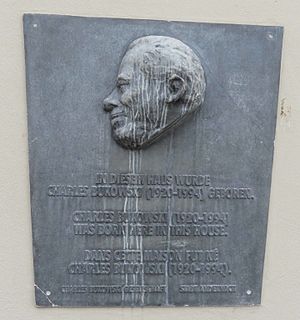 IN DIESEM HAUS WURDE
CHARLES BUKOWSKI (1920-1994) GEBOREN.
CHARLES BUKOWSKI (1920-1994)
WAS BORN HERE IN THIS HOUSE.
DANS CETTE MAISON FUT NÉ
CHARLES BUKOWSKI (1920-1994).
CHARLES BUKOWSKI GESELLSCHAFT STADT ANDERNACH